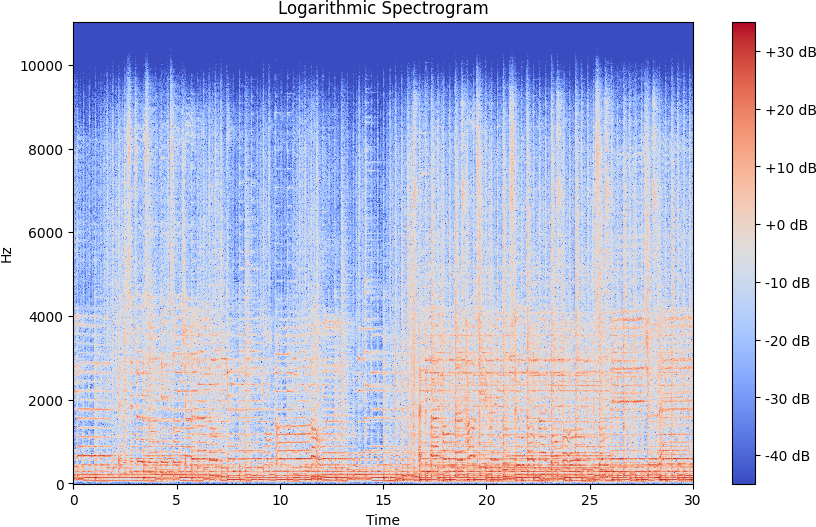 Logarithmic Spectrogram
Hz
10000
8000
6000
4000
2000
0
0 5 10 15 20 25 30
Time
+30 dB
+20 dB
+10 dB
+0 dB
-10 dB
-20 dB
-30 dB
-40 dB